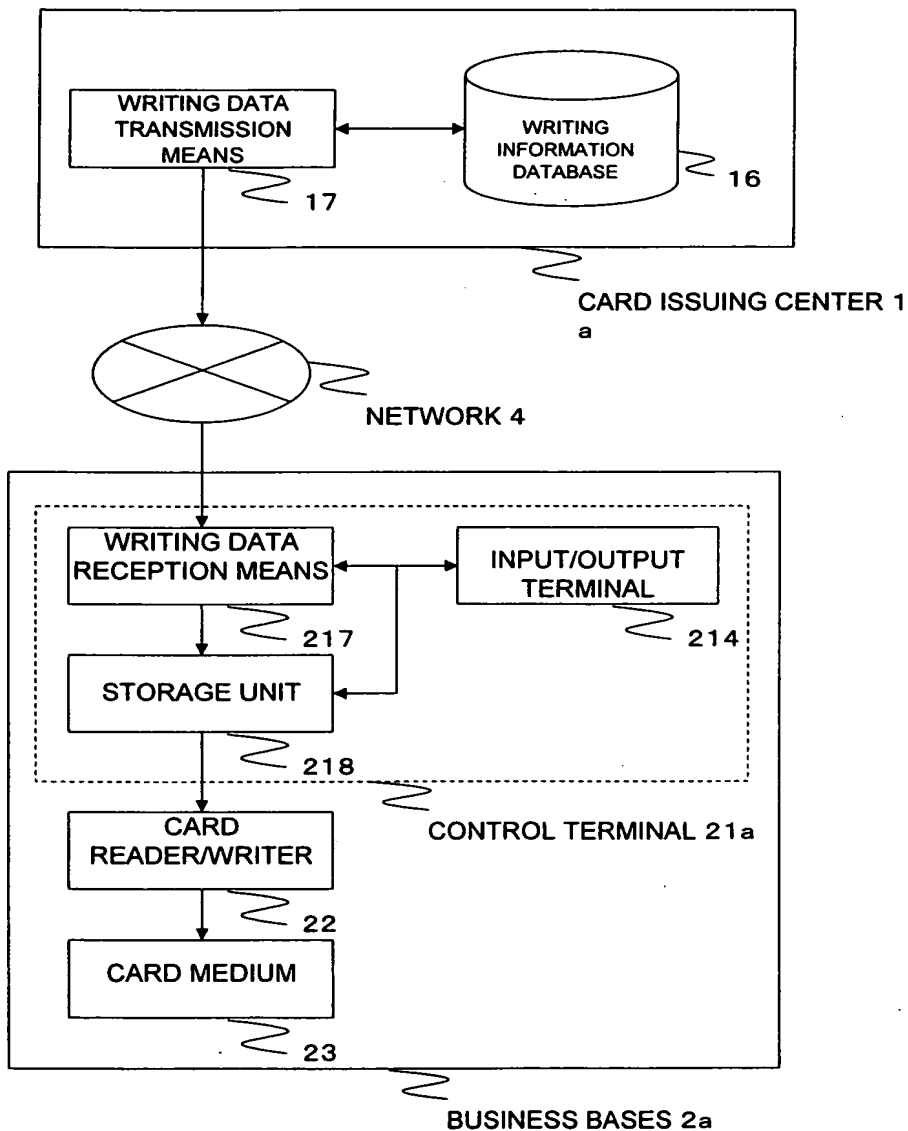 WRITING DATA
TRANSMISSION
MEANS
17
WRITING
INFORMATION
DATABASE
16
CARD ISSUING CENTER 1
a
NETWORK 4
WRITING DATA
RECEPTION MEANS
217
INPUT/OUTPUT
TERMINAL
214
STORAGE UNIT
218
CONTROL TERMINAL 21a
CARD
READER/WRITER
22
CARD MEDIUM
23
BUSINESS BASES 2a